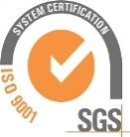 SYSTEM CERTIFICATION
ISO 9001
SGS